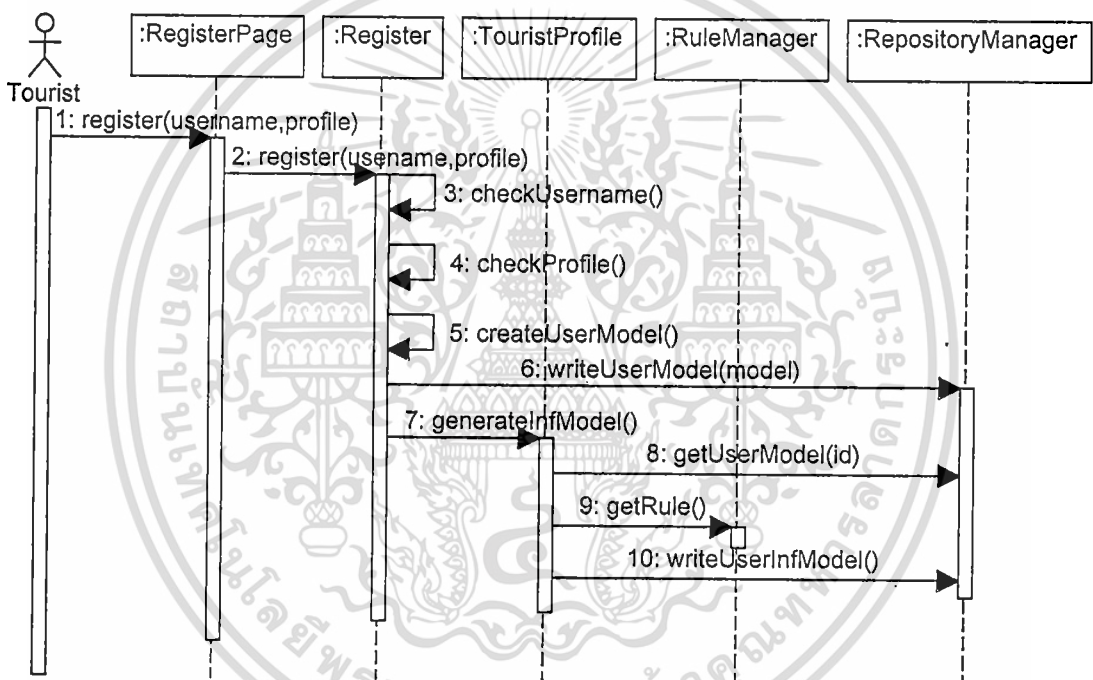 :RegisterPage
:Register
:TouristProfile
:RuleManager
:RepositoryManager
Tourist
1: register(username,profile)
2: register(usename,profile)
3: checkUsername()
4: checkProfile()
5: createUserModel()
6: writeUserModel(model)
7: generateInfModel()
8: getUserModel(id)
9: getRule()
10: writeUserInfModel()